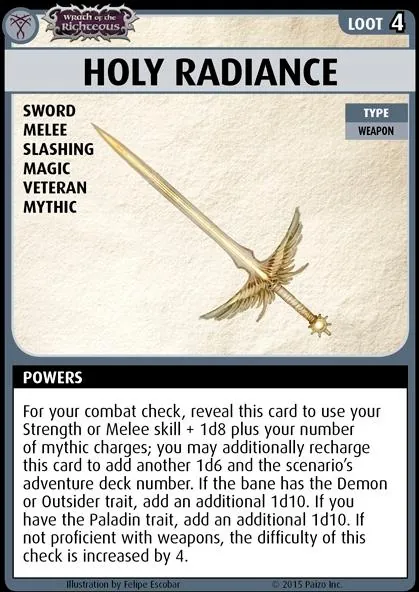 Wrath of the
Righteous
LOOT 4
HOLY RADIANCE
SWORD
MELEE
SLASHING
MAGIC
VETERAN
MYTHIC
TYPE
WEAPON
POWERS
For your combat check, reveal this card to use your
Strength or Melee skill + 1d8 plus your number
of mythic charges; you may additionally recharge
this card to add another 1d6 and the scenario's
adventure deck number. If the bane has the Demon
or Outsider trait, add an additional 1d10. If you
have the Paladin trait, add an additional 1d10. If
not proficient with weapons, the difficulty of this
check is increased by 4.
Illustration by Felipe Escobar
© 2015 Paizo Inc.